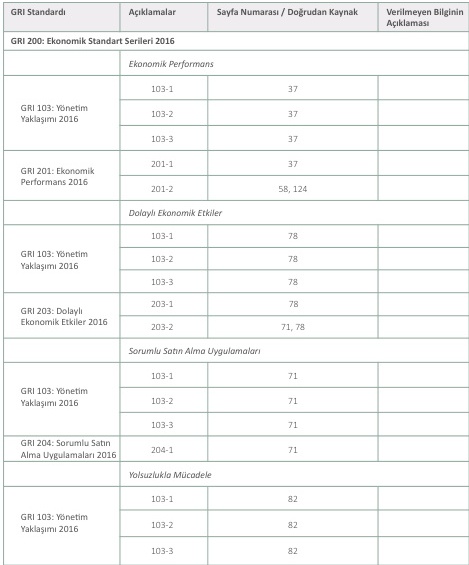 GRI Standardı Açıklamalar Sayfa Numarası / Doğrudan Kaynak Verilmeyen Bilginin
Açıklaması
GRI 200: Ekonomik Standart Serileri 2016
Ekonomik Performans
GRI 103: Yönetim
Yaklaşımı 2016
103-1 37
103-2 37
103-3 37
GRI 201: Ekonomik
Performans 2016
201-1 37
201-2 58, 124
Dolaylı Ekonomik Etkiler
GRI 103: Yönetim
Yaklaşımı 2016
103-1 78
103-2 78
103-3 78
GRI 203: Dolaylı
Ekonomik Etkiler 2016
203-1 78
203-2 71, 78
Sorumlu Satın Alma Uygulamaları
GRI 103: Yönetim
Yaklaşımı 2016
103-1 71
103-2 71
103-3 71
GRI 204: Sorumlu Satın
Alma Uygulamaları 2016
204-1 71
Yolsuzlukla Mücadele
GRI 103: Yönetim
Yaklaşımı 2016
103-1 82
103-2 82
103-3 82